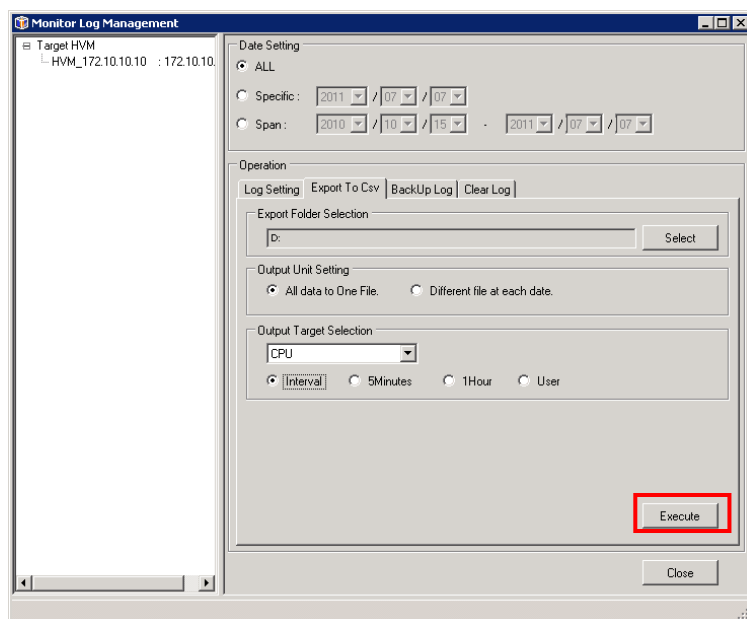 Monitor Log Management
Target HVM
HVM_172.10.10.10 : 172.10.10.
Date Setting
ALL
Specific : 2011 / 07 / 07
Span : 2010 / 10 / 15 - 2011 / 07 / 07
Operation
Log Setting Export To Csv BackUp Log Clear Log
Export Folder Selection
D: Select
Output Unit Setting
All data to One File. Different file at each date.
Output Target Selection
CPU
Interval 5Minutes 1Hour User
Execute
Close